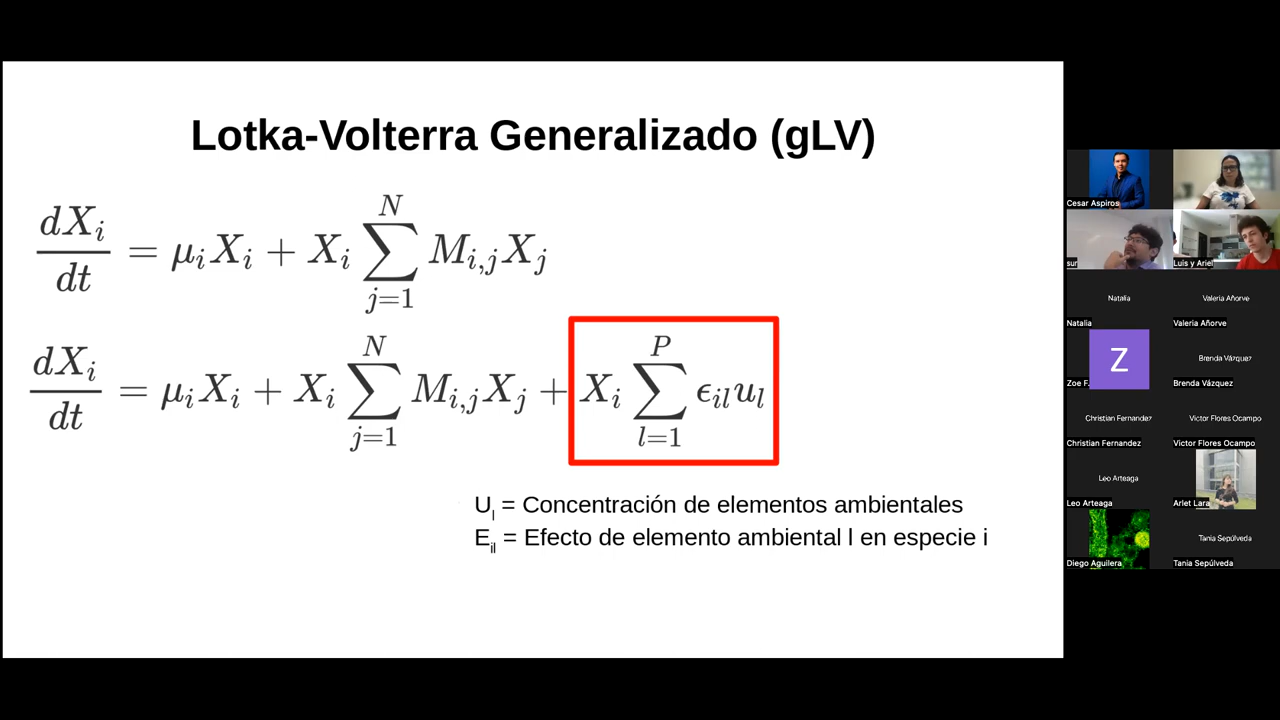 Lotka-Volterra Generalizado (gLV)
dX_i/dt = μ_i X_i + X_i ∑_{j=1}^{N} M_{i,j} X_j
dX_i/dt = μ_i X_i + X_i ∑_{j=1}^{N} M_{i,j} X_j + X_i ∑_{l=1}^{P} ϵ_{il} u_l
U_l = Concentración de elementos ambientales
E_il = Efecto de elemento ambiental l en especie i
Cesar Aspiros
sur
Luis y Ariel
Natalia
Valeria Añorve
Natalia
Valeria Añorve
Z
Brenda Vázquez
Zoe F.
Brenda Vázquez
Christian Fernandez
Victor Flores Ocampo
Christian Fernandez
Victor Flores Ocampo
Leo Arteaga
Leo Arteaga
Arlet Lara
Tania Sepúlveda
Diego Aguilera
Tania Sepúlveda